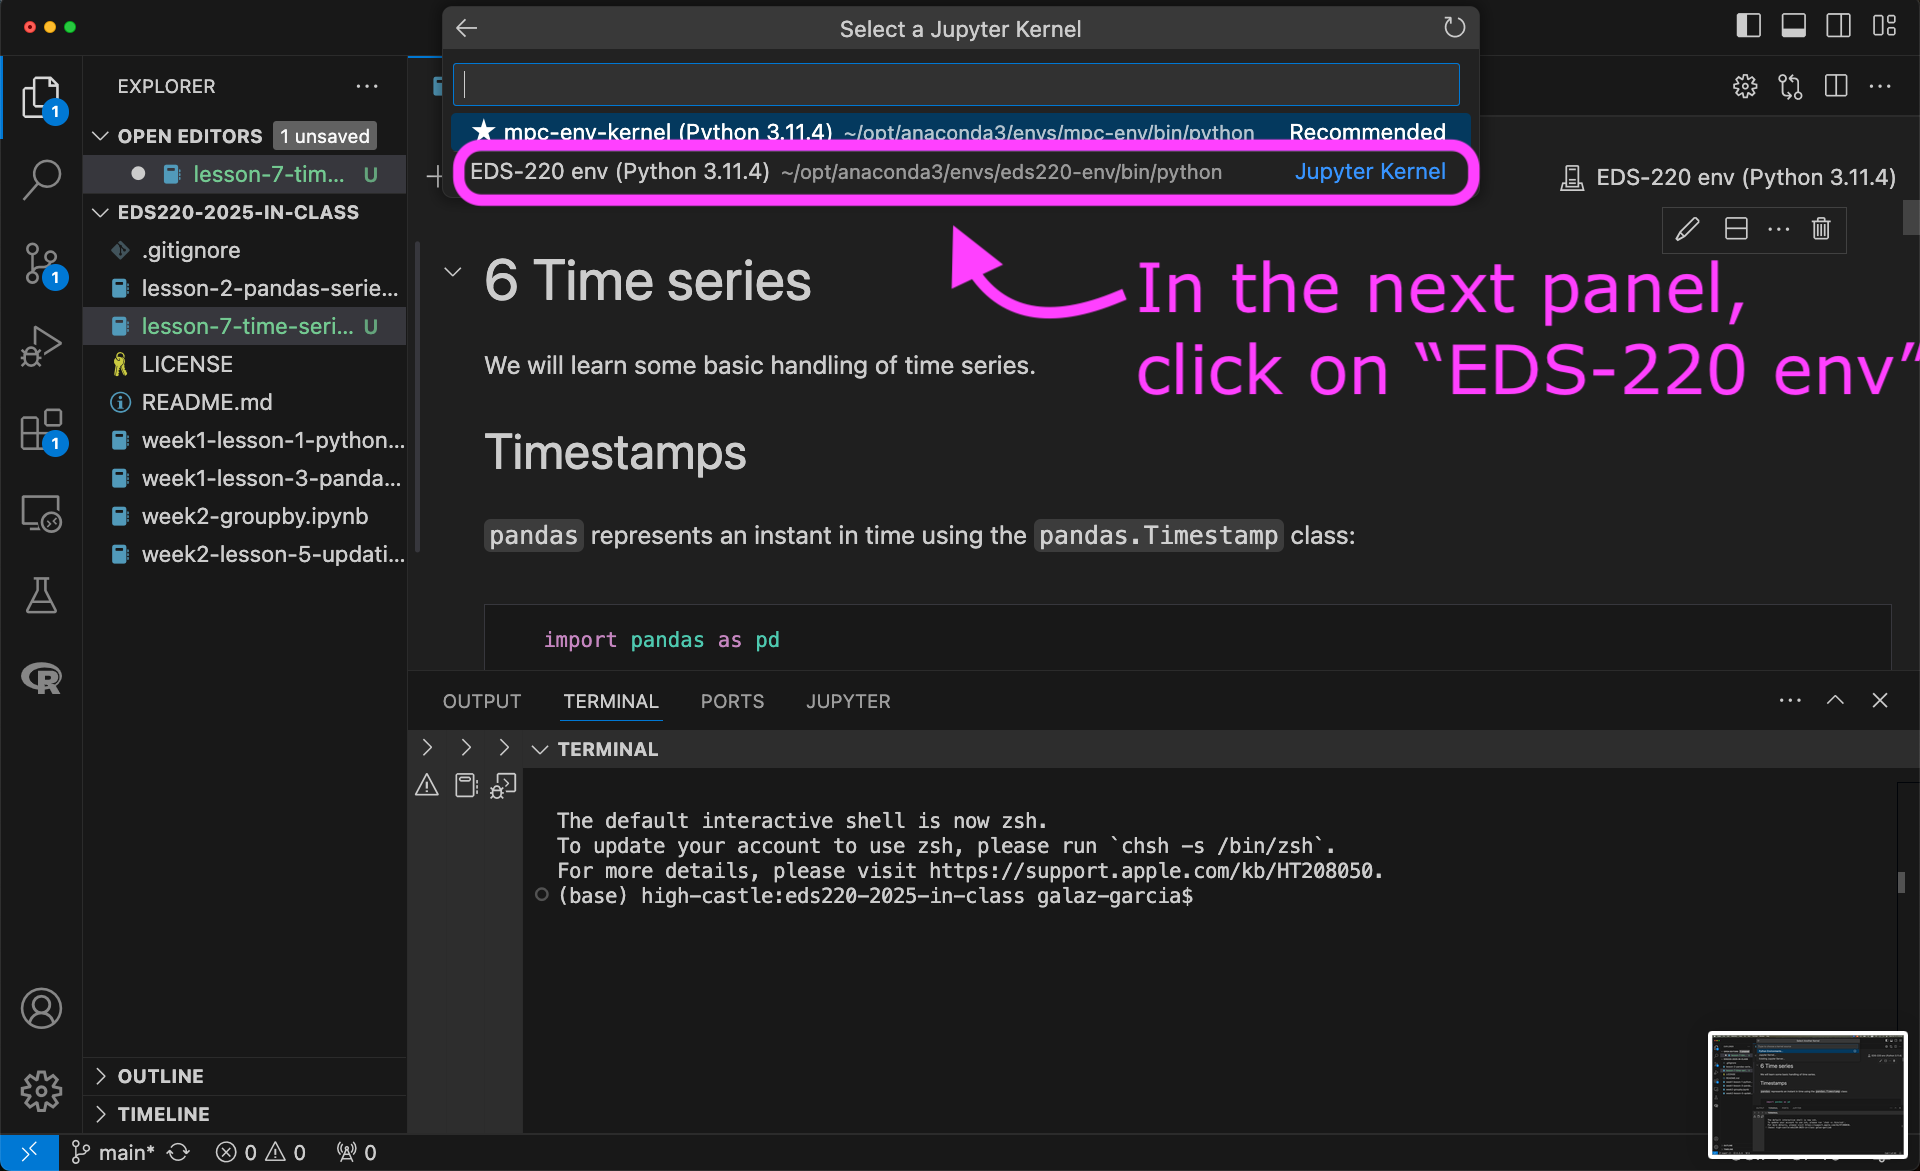 Select a Jupyter Kernel
mpc-env-kernel (Python 3.11.4) ~/opt/anaconda3/envs/mpc-env/bin/python Recommended
EDS-220 env (Python 3.11.4) ~/opt/anaconda3/envs/eds220-env/bin/python Jupyter Kernel
EXPLORER
OPEN EDITORS 1 unsaved
lesson-7-tim... U
EDS220-2025-IN-CLASS
.gitignore
lesson-2-pandas-serie...
lesson-7-time-seri... U
LICENSE
README.md
week1-lesson-1-python...
week1-lesson-3-panda...
week2-groupby.ipynb
week2-lesson-5-updati...
OUTLINE
TIMELINE
1
1
1
EDS-220 env (Python 3.11.4)
In the next panel,
click on “EDS-220 env”
6 Time series
We will learn some basic handling of time series.
Timestamps
pandas represents an instant in time using the pandas.Timestamp class:
import pandas as pd
OUTPUT TERMINAL PORTS JUPYTER
TERMINAL
The default interactive shell is now zsh.
To update your account to use zsh, please run `chsh -s /bin/zsh`.
For more details, please visit https://support.apple.com/kb/HT208050.
(base) high-castle:eds220-2025-in-class galaz-garcia$
main* 0 0 0